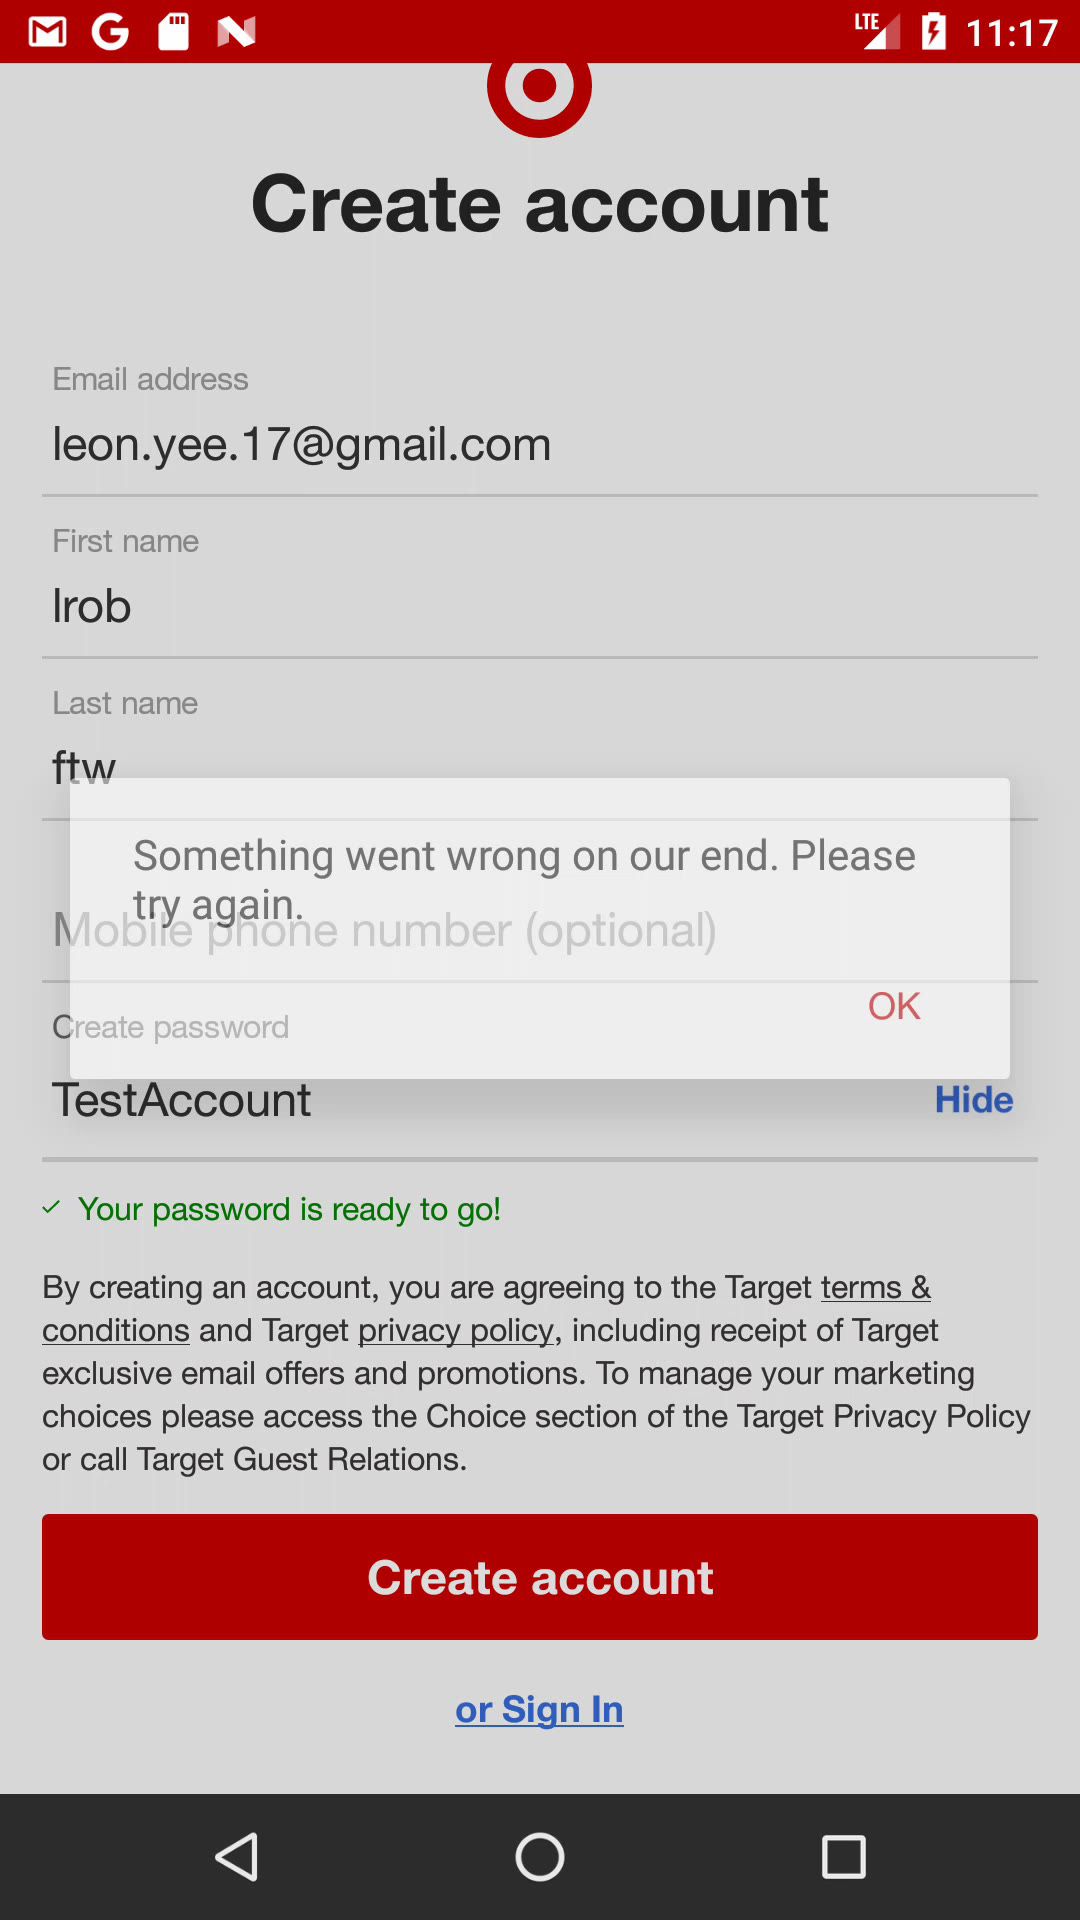 LTE 11:17
Create account
Email address
leon.yee.17@gmail.com
First name
lrob
Last name
ftw
Something went wrong on our end. Please
try again.
Mobile phone number (optional)
OK
Create password
TestAccount Hide
Your password is ready to go!
By creating an account, you are agreeing to the Target terms &
conditions and Target privacy policy, including receipt of Target
exclusive email offers and promotions. To manage your marketing
choices please access the Choice section of the Target Privacy Policy
or call Target Guest Relations.
Create account
or Sign In